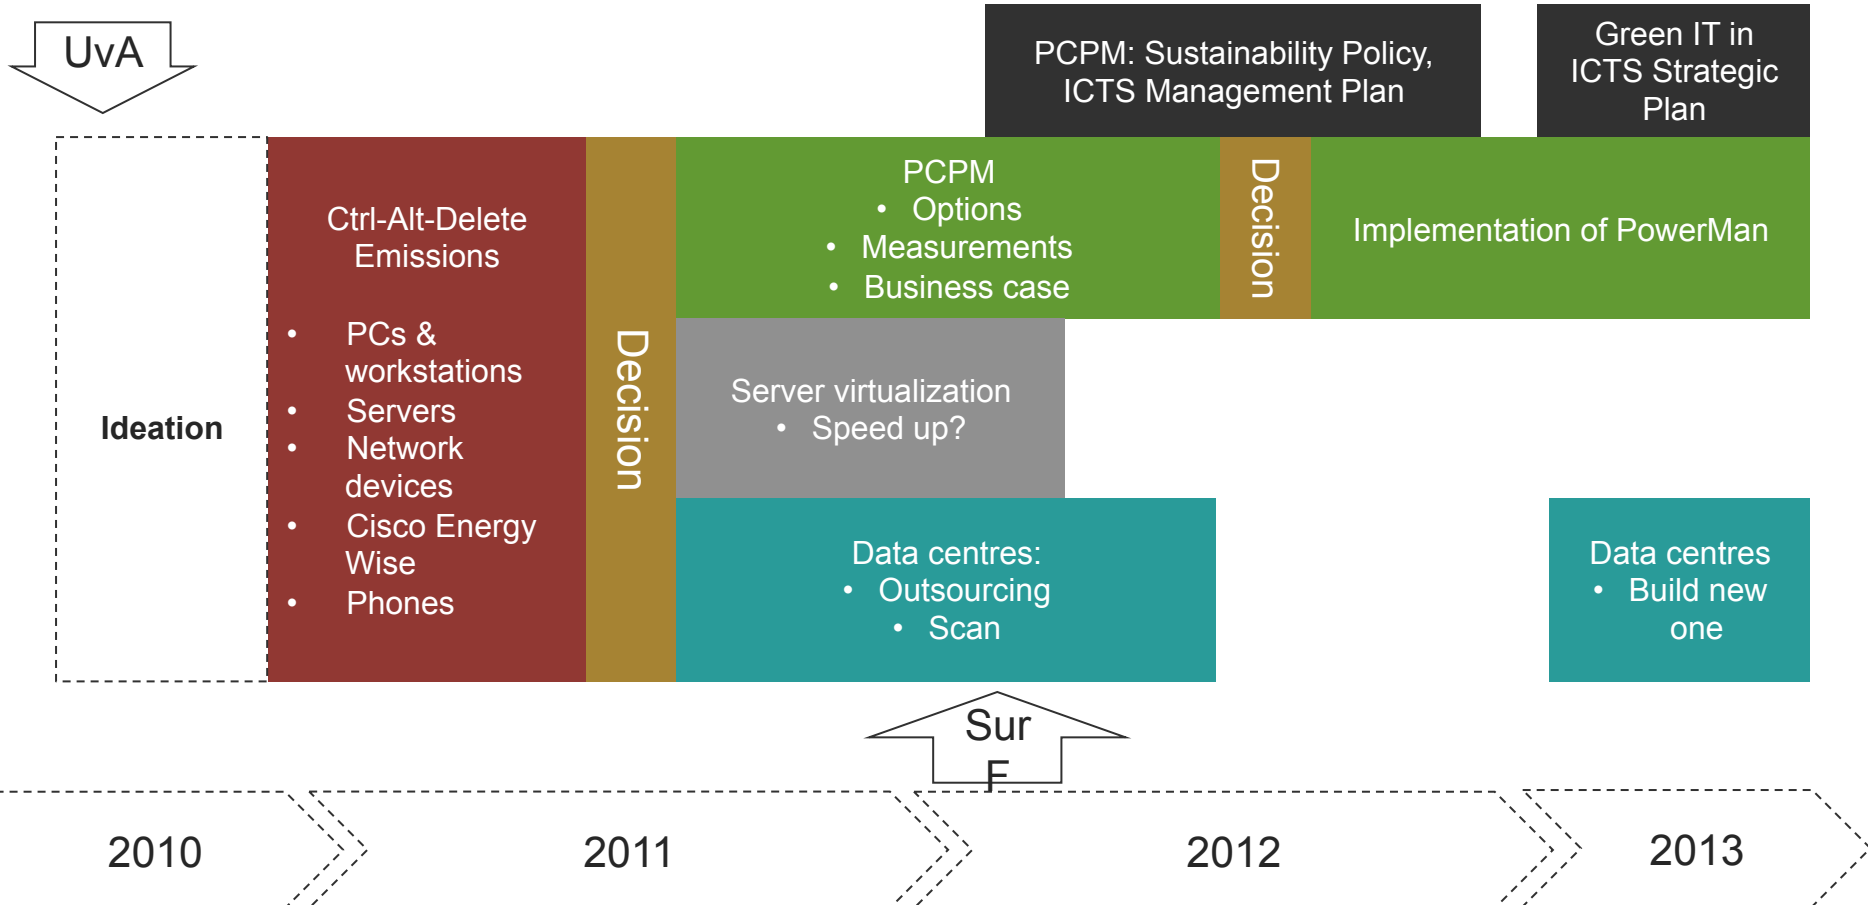 UvA
PCPM: Sustainability Policy,
ICTS Management Plan
Green IT in
ICTS Strategic
Plan
Ideation
Ctrl-Alt-Delete
Emissions
• PCs &
workstations
• Servers
• Network
devices
• Cisco Energy
Wise
• Phones
Decision
PCPM
• Options
• Measurements
• Business case
Decision
Implementation of PowerMan
Server virtualization
• Speed up?
Data centres:
• Outsourcing
• Scan
Data centres
• Build new
one
Sur
F
2010
2011
2012
2013